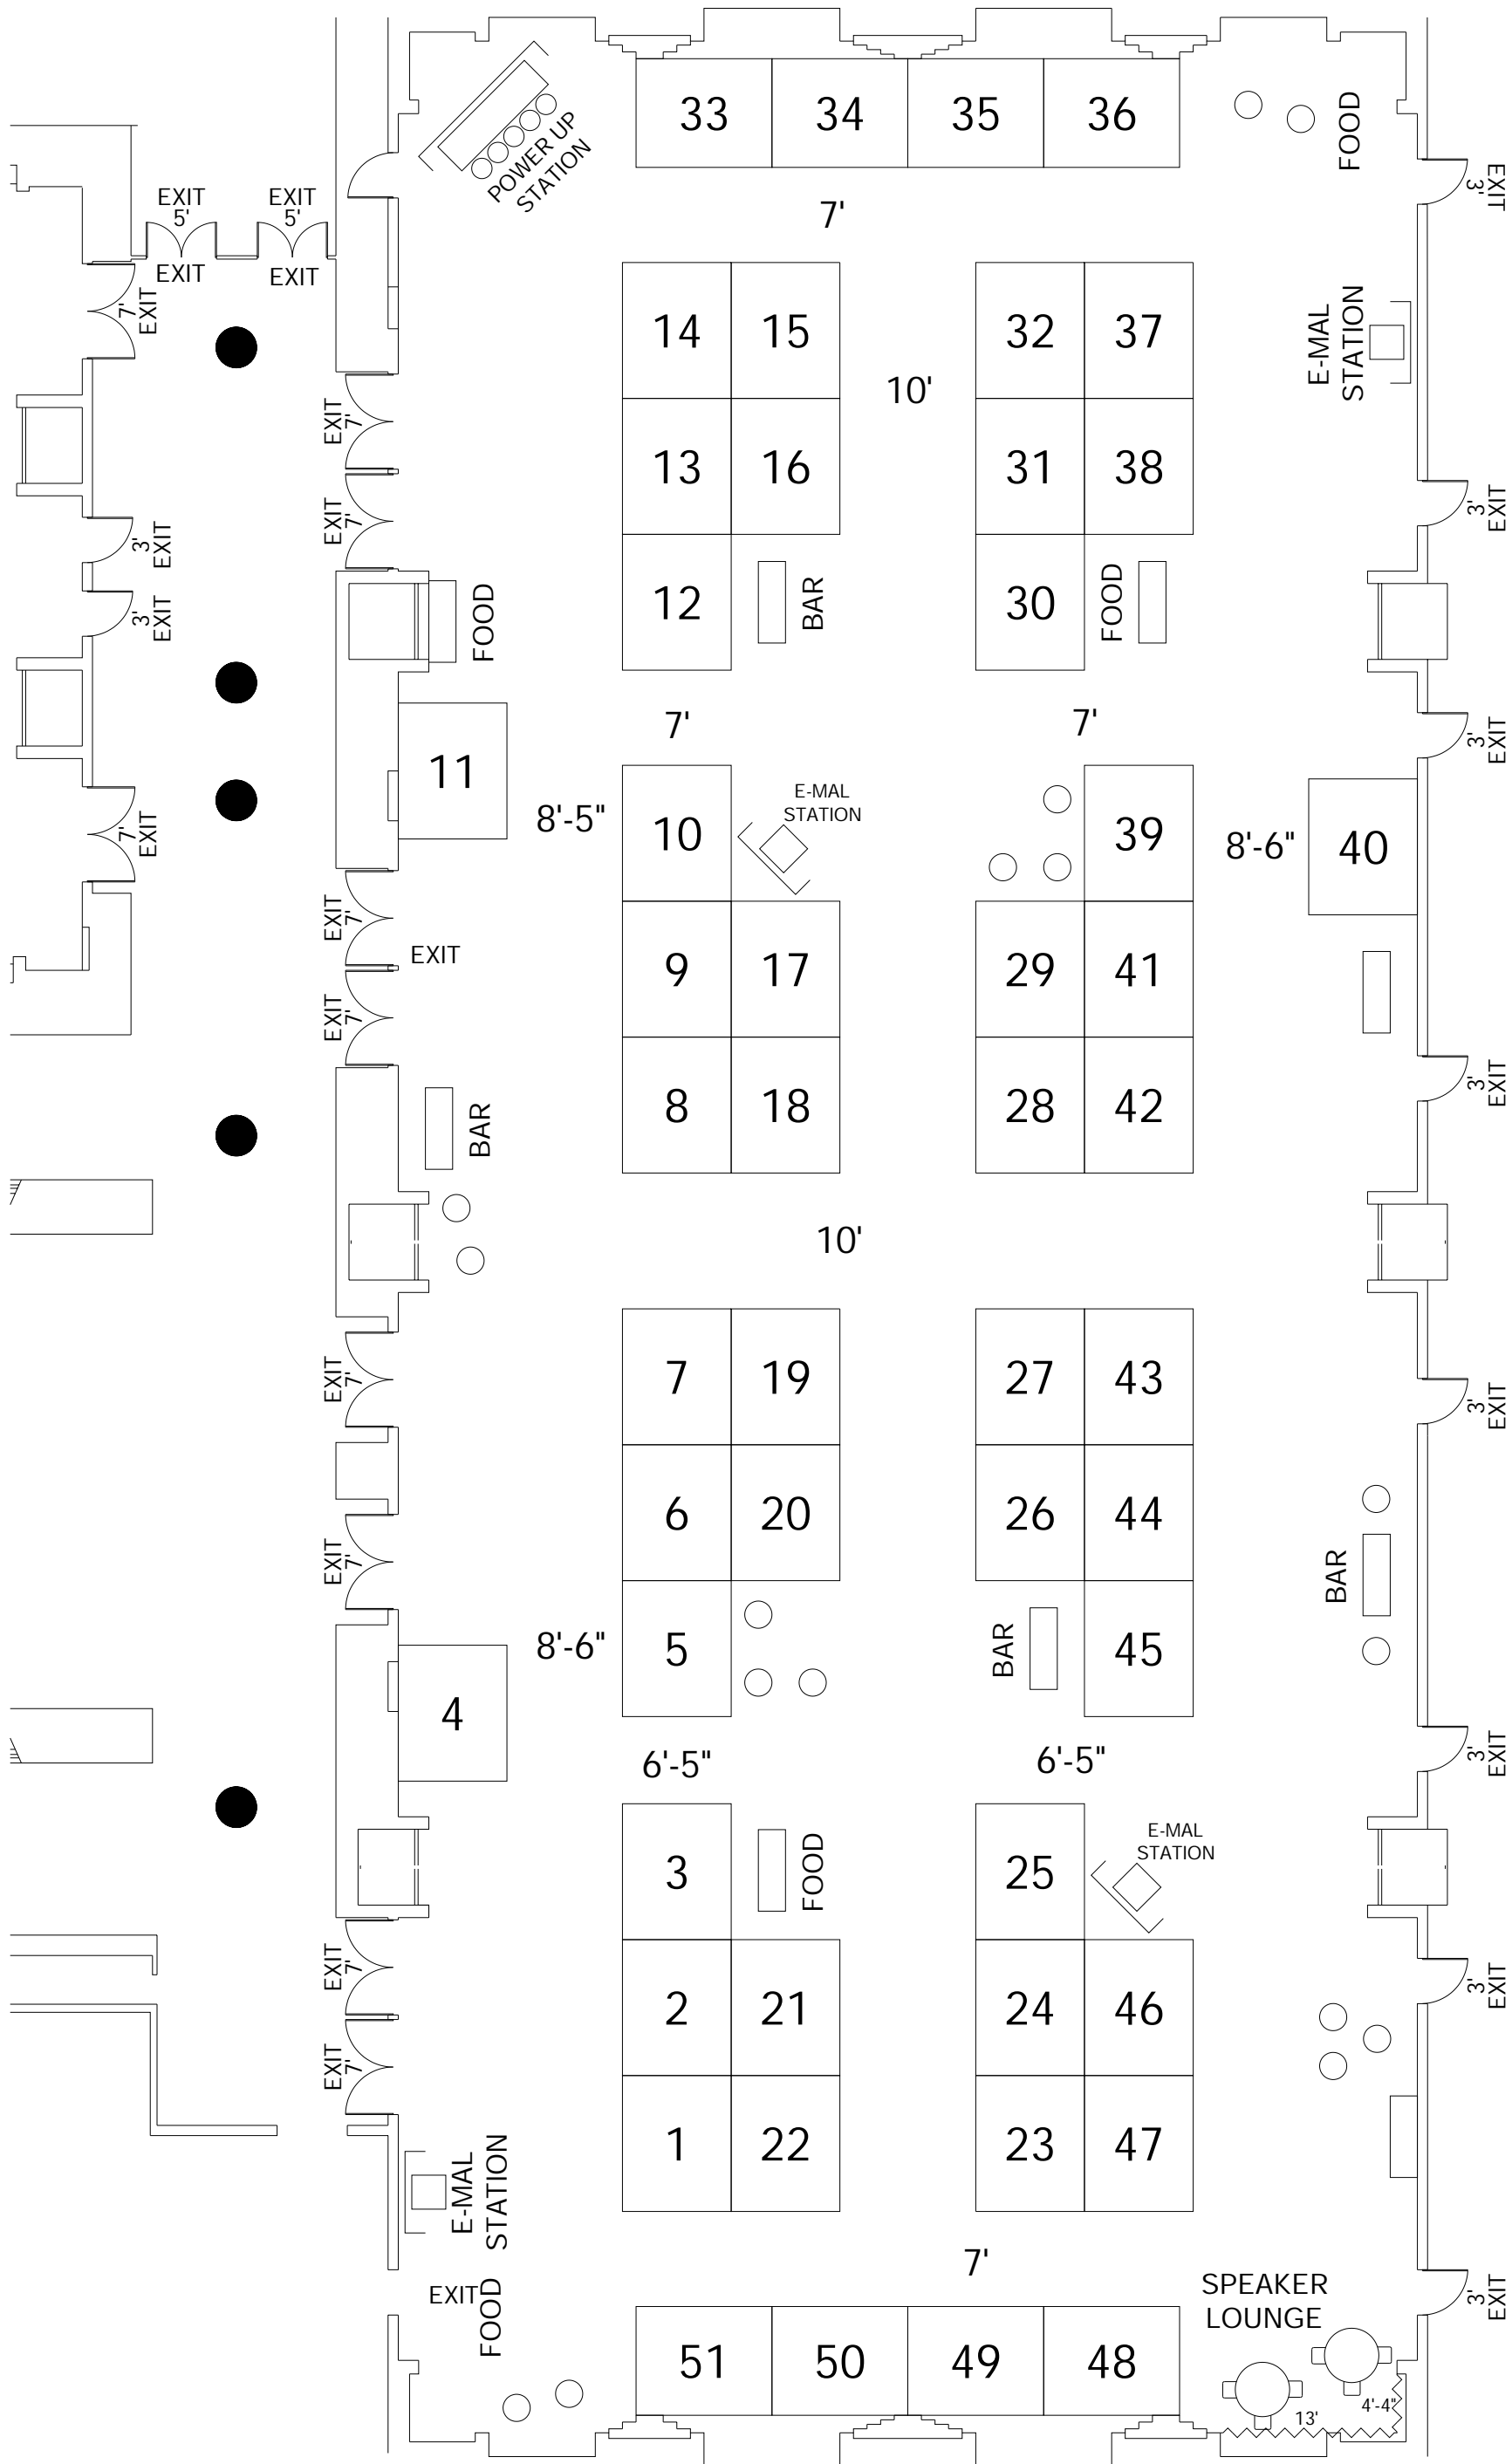 33 34 35 36
POWER UP
STATION
FOOD
EXIT
3'
EXIT
5'
EXIT
5'
EXIT
EXIT
7'
7'
EXIT
14 15
32 37
E-MAL
STATION
10'
EXIT
7'
13 16
31 38
3'
EXIT
EXIT
7'
3'
EXIT
3'
EXIT
FOOD
12
BAR
30
FOOD
7'
7'
3'
EXIT
11
8'-5"
10
E-MAL
STATION
39
8'-6"
40
7'
EXIT
EXIT
7'
EXIT
9 17
29 41
EXIT
7'
BAR
8 18
28 42
3'
EXIT
10'
EXIT
7'
7 19
27 43
3'
EXIT
6 20
26 44
EXIT
7'
BAR
8'-6"
5
BAR
45
4
6'-5"
6'-5"
3'
EXIT
3
FOOD
25
E-MAL
STATION
EXIT
7'
2 21
24 46
3'
EXIT
EXIT
7'
1 22
23 47
E-MAL
STATION
7'
EXIT
FOOD
SPEAKER
LOUNGE
3'
EXIT
51 50 49 48
13'
4'-4"